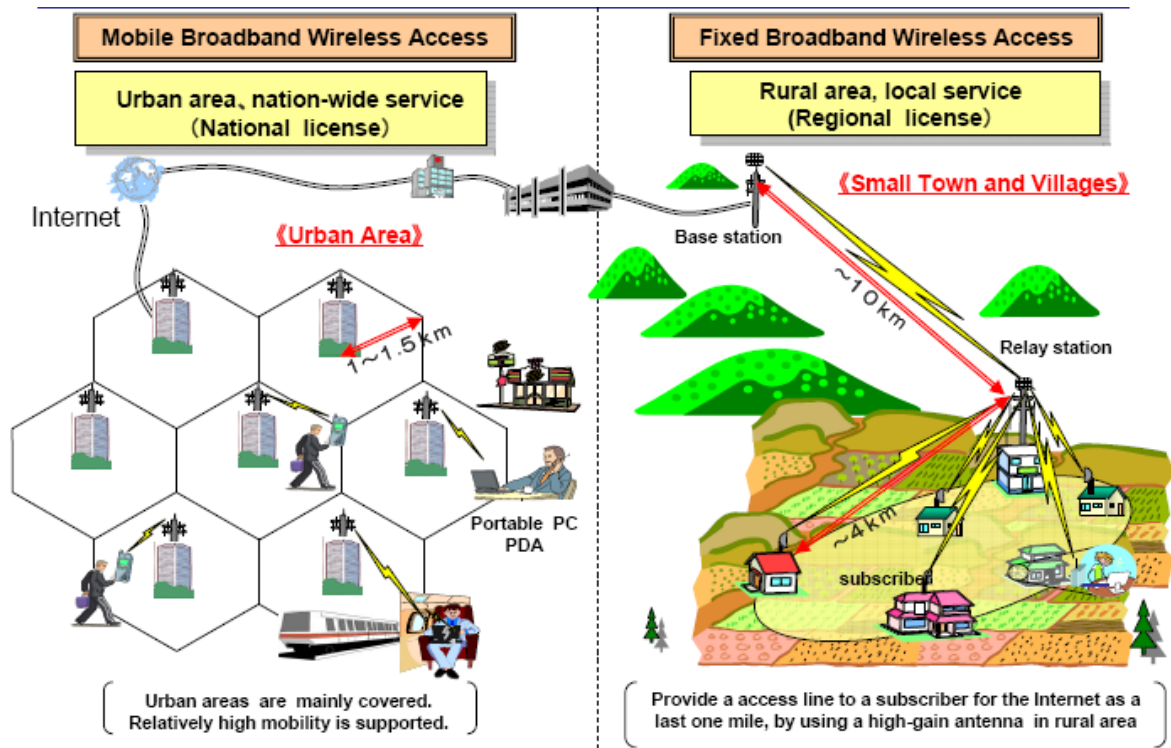 Mobile Broadband Wireless Access
Urban area、nation-wide service
（National license）
Internet
《Urban Area》
1～1.5km
Portable PC
PDA
Urban areas are mainly covered.
Relatively high mobility is supported.
Fixed Broadband Wireless Access
Rural area, local service
(Regional license）
《Small Town and Villages》
Base station
～10km
Relay station
～4km
subscriber
Provide a access line to a subscriber for the Internet as a
last one mile, by using a high-gain antenna in rural area